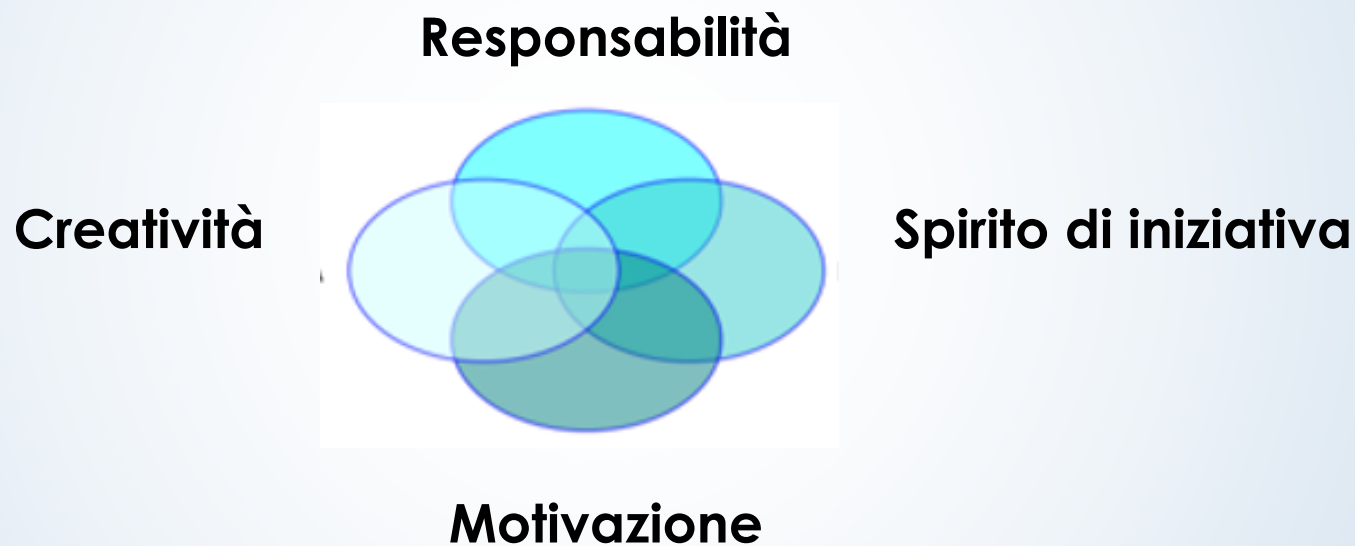 Responsabilità
Creatività
Spirito di iniziativa
Motivazione